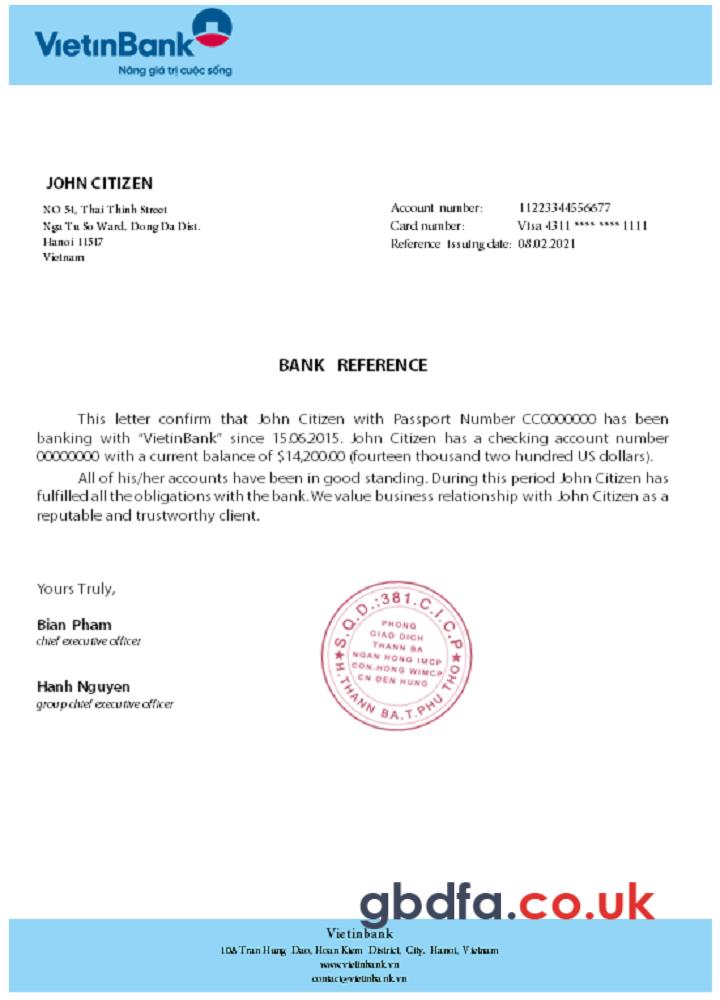 VietinBank
Nâng giá trị cuộc sống
JOHN CITIZEN
NO 54, Thai Thinh Street
Nga Tu So Ward, Dong Da Dist.
Hanoi 11517
Vietnam
Account number: 11223344556677
Card number: Visa 4311 **** **** 1111
Reference Issuing date: 08.02.2021
BANK REFERENCE
This letter confirm that John Citizen with Passport Number CC0000000 has been
banking with "VietinBank" since 15.06.2015. John Citizen has a checking account number
00000000 with a current balance of $14,200.00 (fourteen thousand two hundred US dollars).
All of his/her accounts have been in good standing. During this period John Citizen has
fulfilled all the obligations with the bank. We value business relationship with John Citizen as a
reputable and trustworthy client.
Yours Truly,
Bian Pham
chief executive officer
Hanh Nguyen
group chief executive officer
S.Q.D.:381.C.I.C.P
PHONG
GIAO DICH
THANN BA
NGAN HONG IMCP
CON.HONG WIMCP
CN DEN HUNG
H.THANN BA.T.PHU THO
gbdfa.co.uk
Vietinbank
108 Tran Hung Dao, Hoan Kiem District, City. Hanoi, Vietnam
www.vietinbank.vn
contact@vietinbank.vn